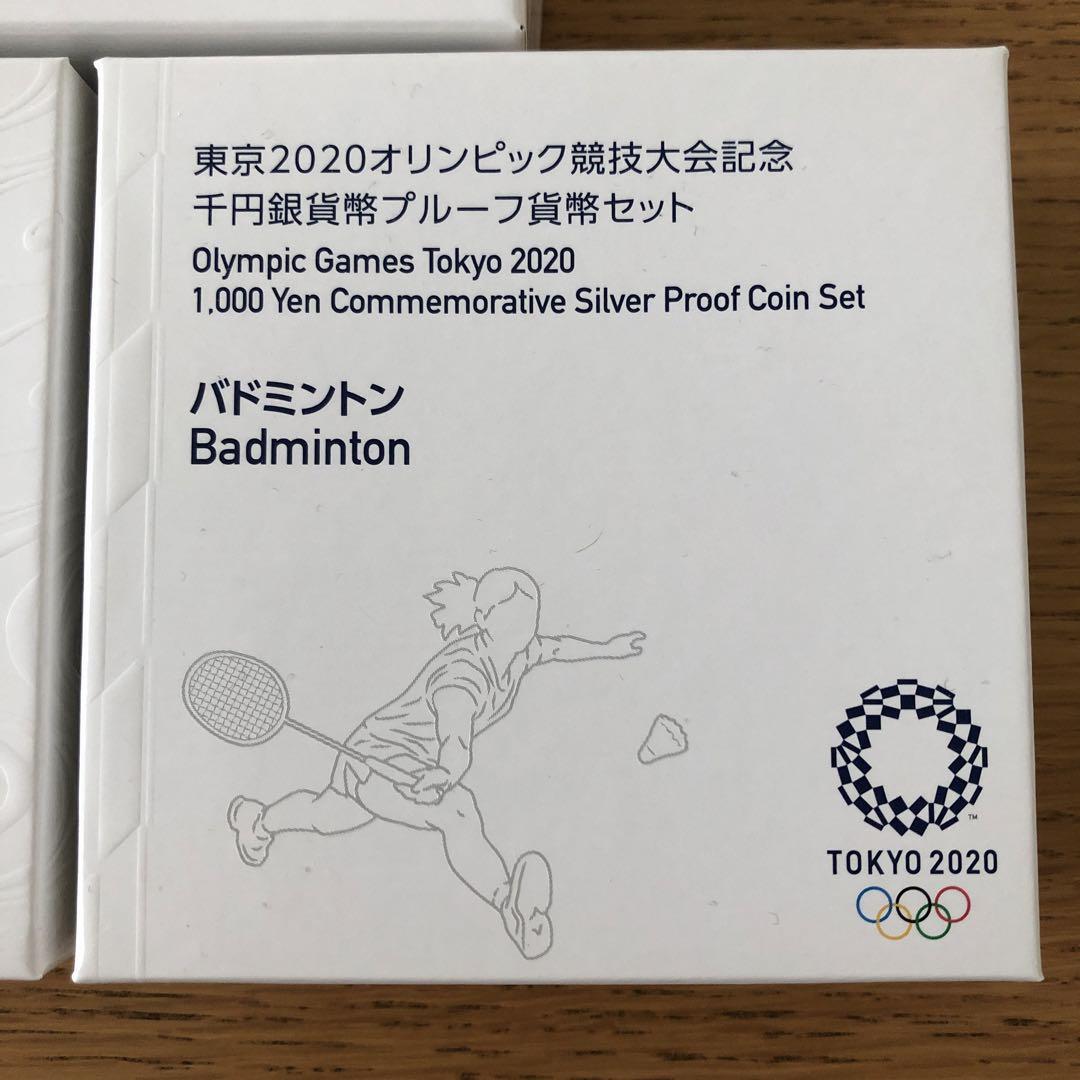 東京2020オリンピック競技大会記念
千円銀貨幣プルーフ貨幣セット
Olympic Games Tokyo 2020
1,000 Yen Commemorative Silver Proof Coin Set
バドミントン
Badminton
TM
TOKYO 2020